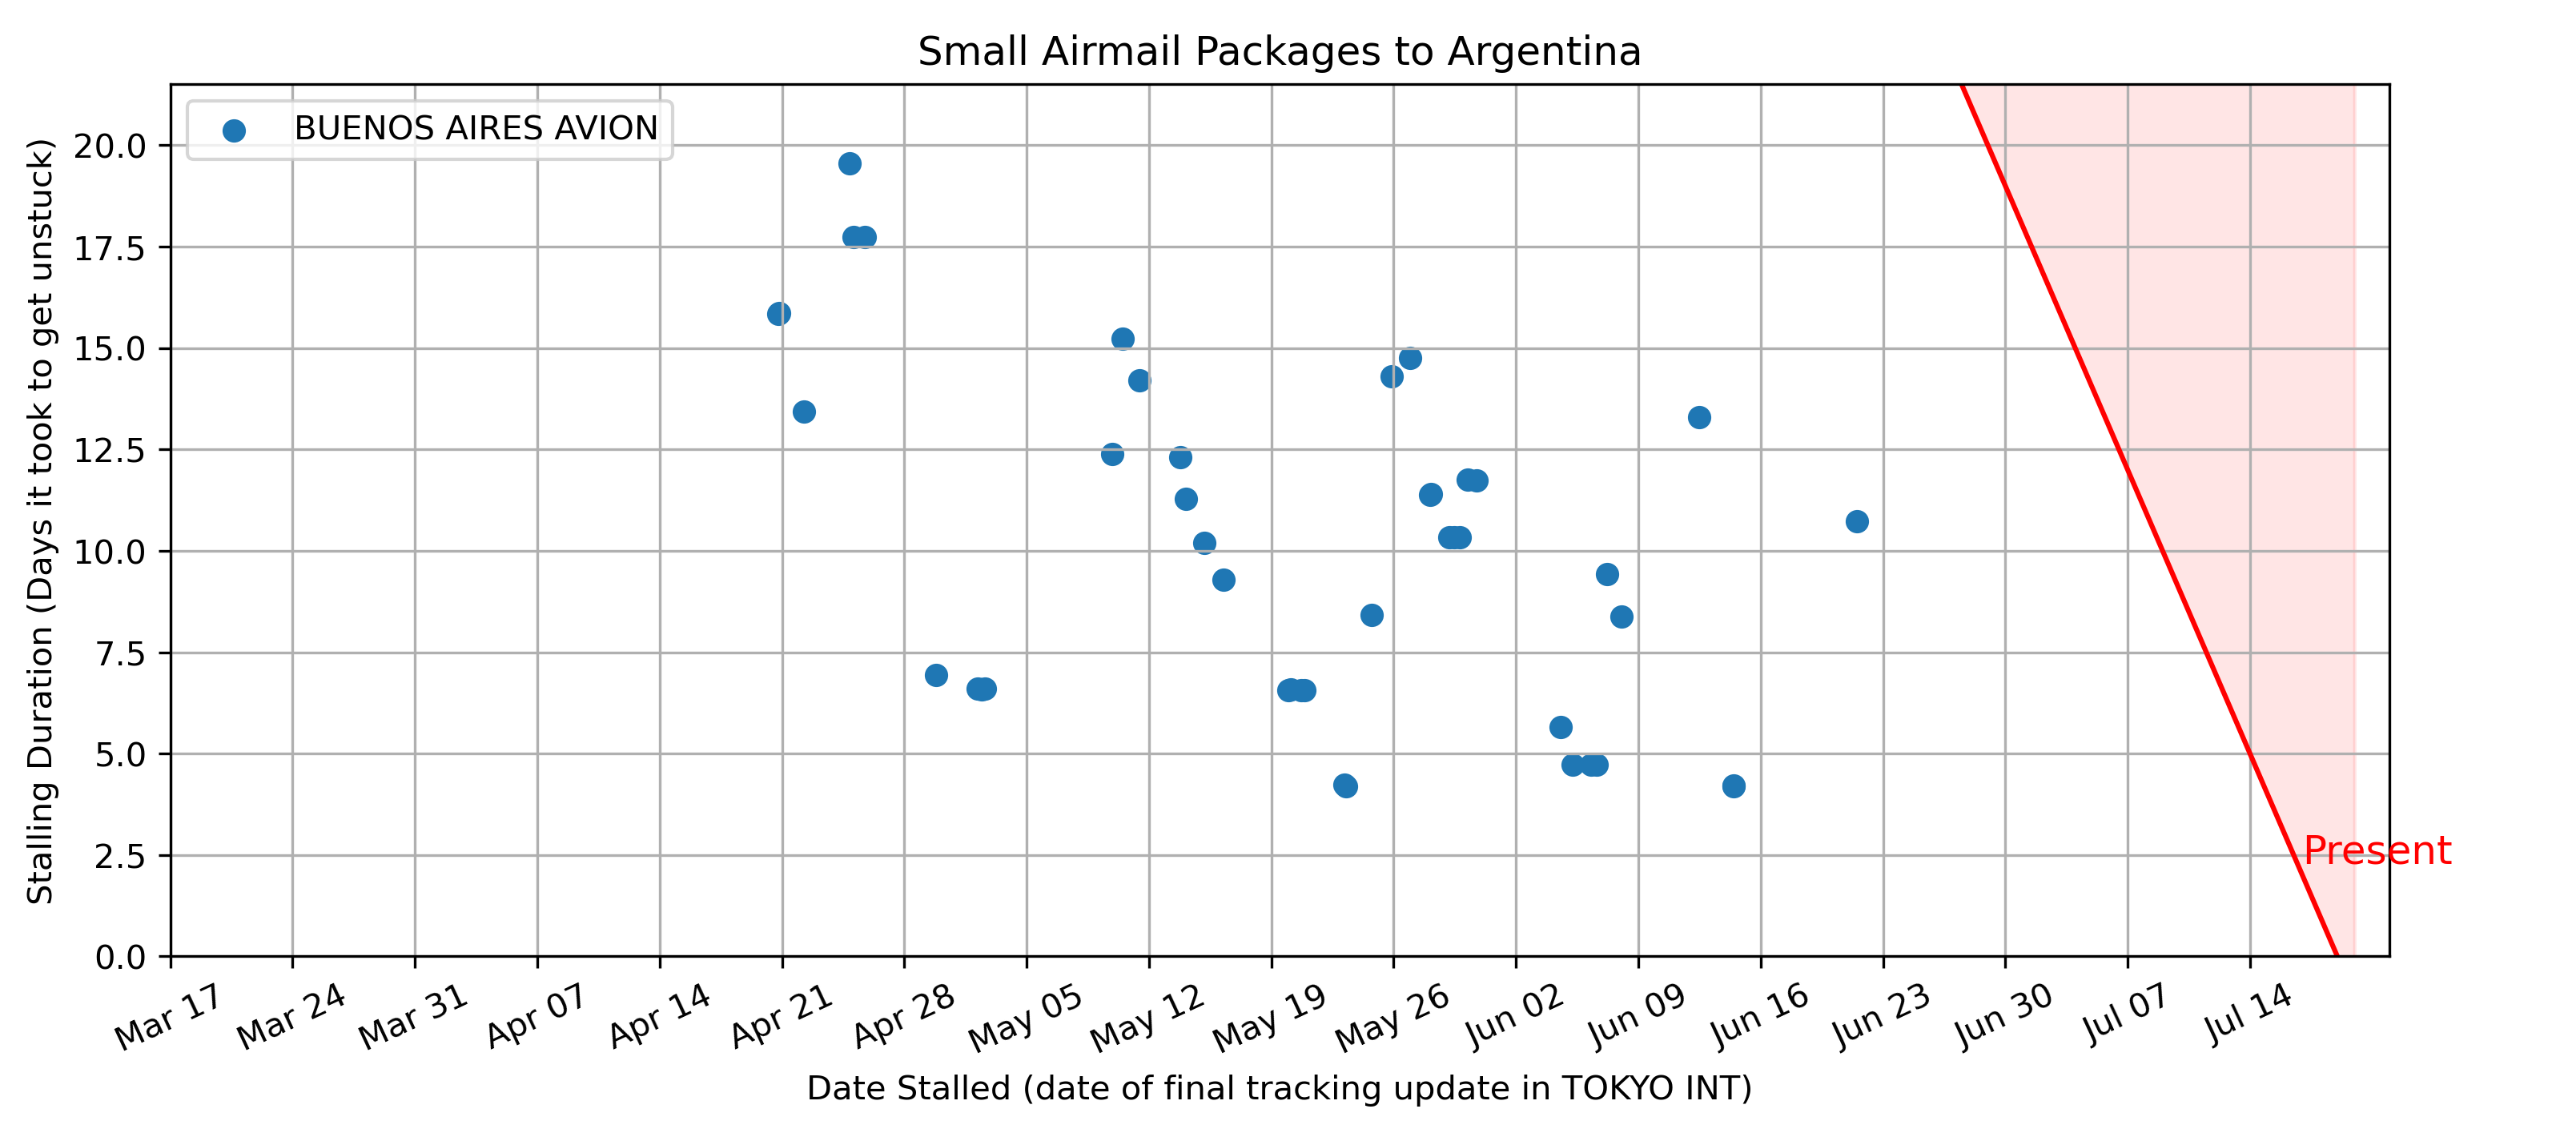 Small Airmail Packages to Argentina
BUENOS AIRES AVION
Stalling Duration (Days it took to get unstuck)
20.0
17.5
15.0
12.5
10.0
7.5
5.0
2.5
0.0
Present
Mar 17
Mar 24
Mar 31
Apr 07
Apr 14
Apr 21
Apr 28
May 05
May 12
May 19
May 26
Jun 02
Jun 09
Jun 16
Jun 23
Jun 30
Jul 07
Jul 14
Date Stalled (date of final tracking update in TOKYO INT)